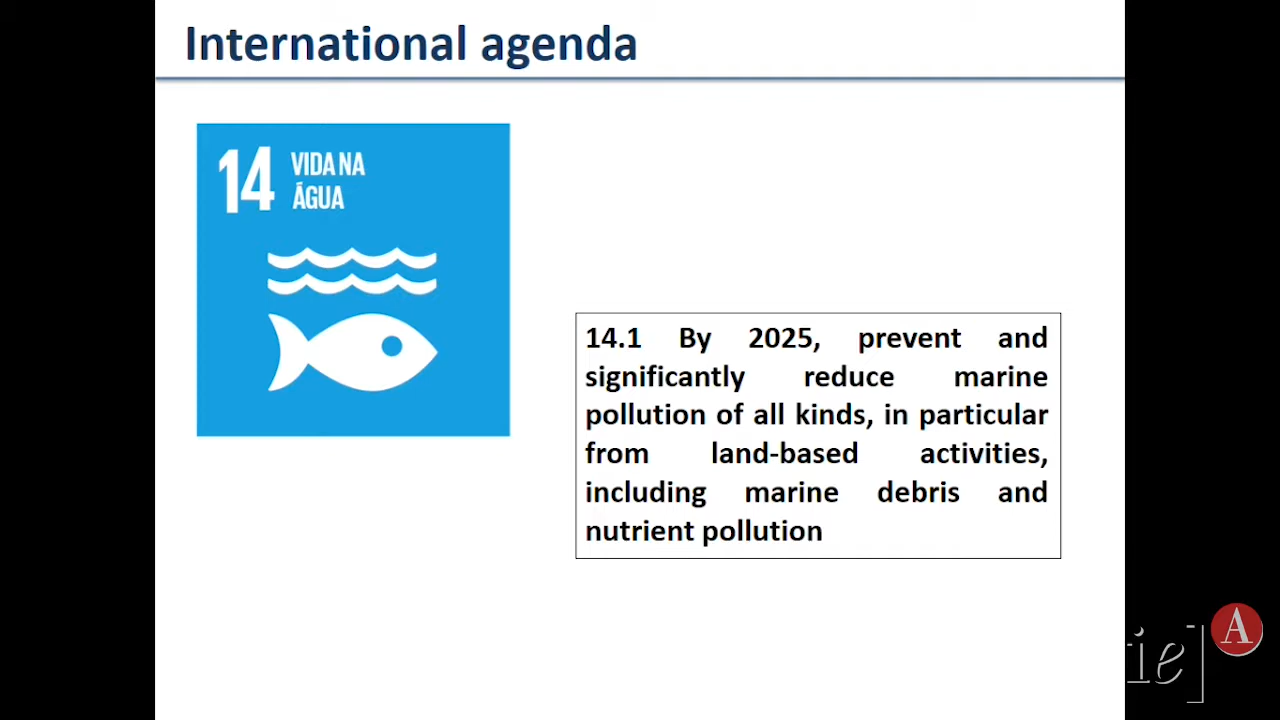 International agenda
14 VIDA NA
ÁGUA
14.1 By 2025, prevent and
significantly reduce marine
pollution of all kinds, in particular
from land-based activities,
including marine debris and
nutrient pollution
ie]
A